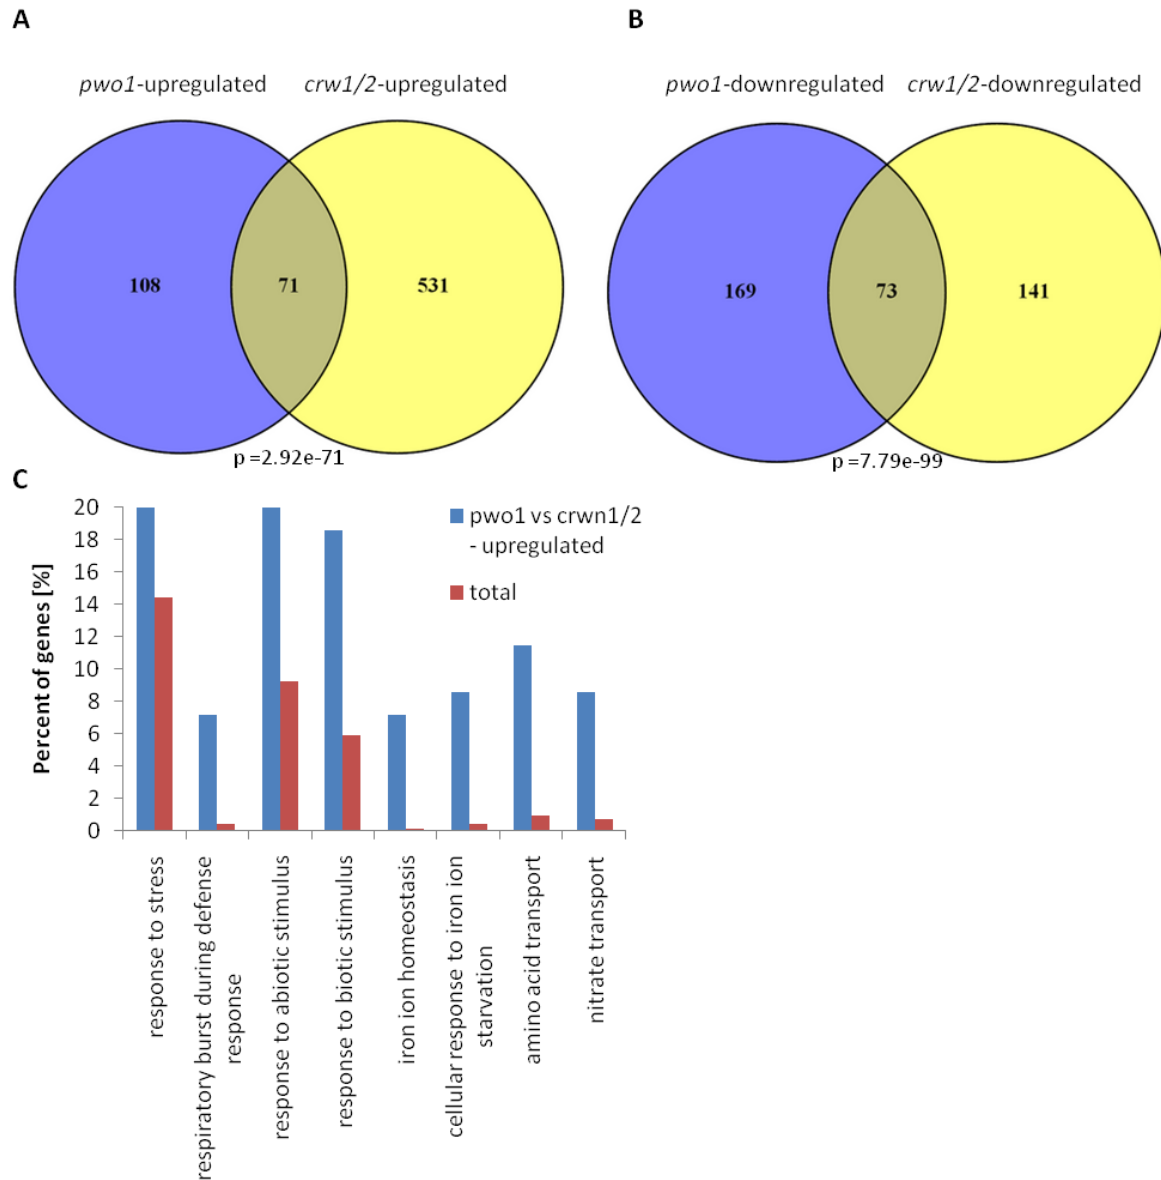 A
B
pwo1-upregulated
crw1/2-upregulated
pwo1-downregulated
crw1/2-downregulated
108
71
531
169
73
141
p =2.92e-71
p =7.79e-99
C
Percent of genes [%]
20
18
16
14
12
10
8
6
4
2
0
pwo1 vs crwn1/2
- upregulated
total
response to stress
respiratory burst during defense
response
response to abiotic stimulus
response to biotic stimulus
iron ion homeostasis
cellular response to iron ion
starvation
amino acid transport
nitrate transport